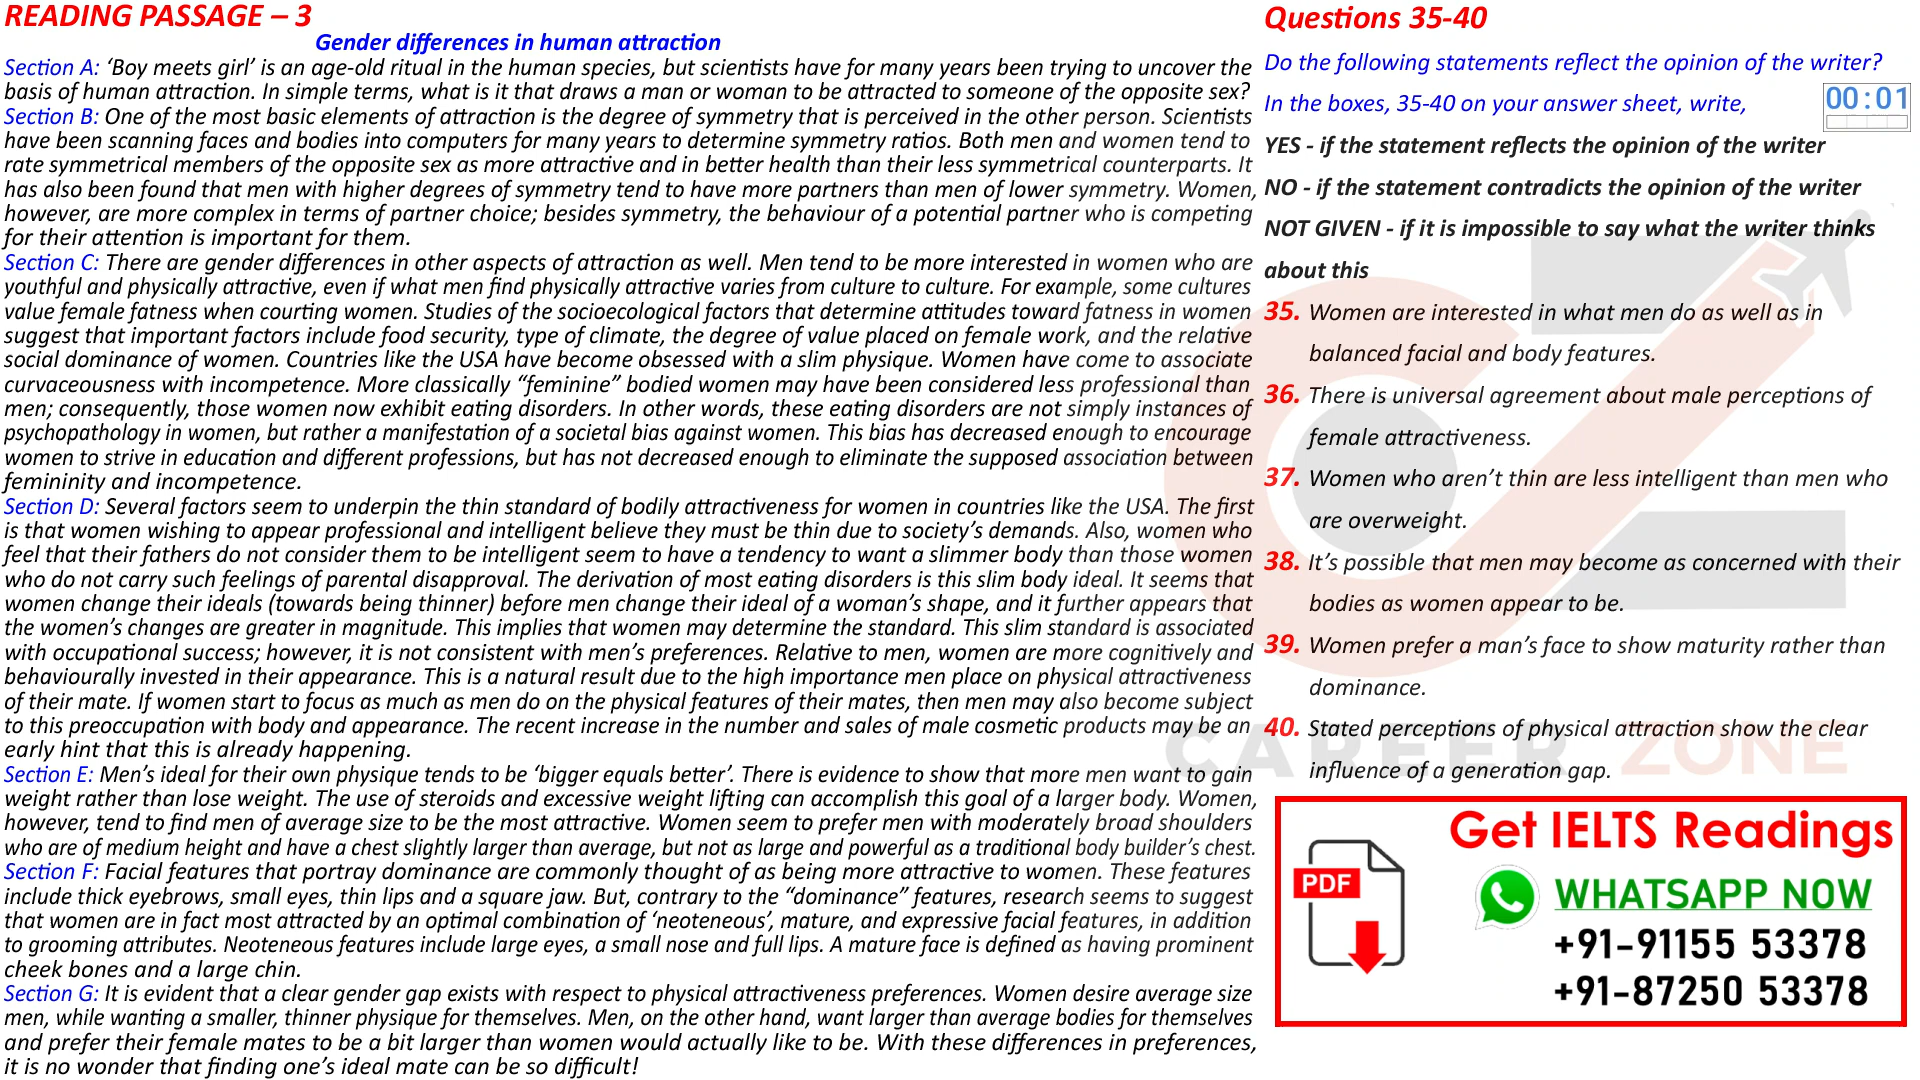 READING PASSAGE – 3
Gender differences in human attraction
Section A: ‘Boy meets girl’ is an age-old ritual in the human species, but scientists have for many years been trying to uncover the
basis of human attraction. In simple terms, what is it that draws a man or woman to be attracted to someone of the opposite sex?
Section B: One of the most basic elements of attraction is the degree of symmetry that is perceived in the other person. Scientists
have been scanning faces and bodies into computers for many years to determine symmetry ratios. Both men and women tend to
rate symmetrical members of the opposite sex as more attractive and in better health than their less symmetrical counterparts. It
has also been found that men with higher degrees of symmetry tend to have more partners than men of lower symmetry. Women,
however, are more complex in terms of partner choice; besides symmetry, the behaviour of a potential partner who is competing
for their attention is important for them.
Section C: There are gender differences in other aspects of attraction as well. Men tend to be more interested in women who are
youthful and physically attractive, even if what men find physically attractive varies from culture to culture. For example, some cultures
value female fatness when courting women. Studies of the socioecological factors that determine attitudes toward fatness in women
suggest that important factors include food security, type of climate, the degree of value placed on female work, and the relative
social dominance of women. Countries like the USA have become obsessed with a slim physique. Women have come to associate
curvaceousness with incompetence. More classically “feminine” bodied women may have been considered less professional than
men; consequently, those women now exhibit eating disorders. In other words, these eating disorders are not simply instances of
psychopathology in women, but rather a manifestation of a societal bias against women. This bias has decreased enough to encourage
women to strive in education and different professions, but has not decreased enough to eliminate the supposed association between
femininity and incompetence.
Section D: Several factors seem to underpin the thin standard of bodily attractiveness for women in countries like the USA. The first
is that women wishing to appear professional and intelligent believe they must be thin due to society’s demands. Also, women who
feel that their fathers do not consider them to be intelligent seem to have a tendency to want a slimmer body than those women
who do not carry such feelings of parental disapproval. The derivation of most eating disorders is this slim body ideal. It seems that
women change their ideals (towards being thinner) before men change their ideal of a woman’s shape, and it further appears that
the women’s changes are greater in magnitude. This implies that women may determine the standard. This slim standard is associated
with occupational success; however, it is not consistent with men’s preferences. Relative to men, women are more cognitively and
behaviourally invested in their appearance. This is a natural result due to the high importance men place on physical attractiveness
of their mate. If women start to focus as much as men do on the physical features of their mates, then men may also become subject
to this preoccupation with body and appearance. The recent increase in the number and sales of male cosmetic products may be an
early hint that this is already happening.
Section E: Men’s ideal for their own physique tends to be ‘bigger equals better’. There is evidence to show that more men want to gain
weight rather than lose weight. The use of steroids and excessive weight lifting can accomplish this goal of a larger body. Women,
however, tend to find men of average size to be the most attractive. Women seem to prefer men with moderately broad shoulders
who are of medium height and have a chest slightly larger than average, but not as large and powerful as a traditional body builder’s chest.
Section F: Facial features that portray dominance are commonly thought of as being more attractive to women. These features
include thick eyebrows, small eyes, thin lips and a square jaw. But, contrary to the “dominance” features, research seems to suggest
that women are in fact most attracted by an optimal combination of ‘neoteneous’, mature, and expressive facial features, in addition
to grooming attributes. Neoteneous features include large eyes, a small nose and full lips. A mature face is defined as having prominent
cheek bones and a large chin.
Section G: It is evident that a clear gender gap exists with respect to physical attractiveness preferences. Women desire average size
men, while wanting a smaller, thinner physique for themselves. Men, on the other hand, want larger than average bodies for themselves
and prefer their female mates to be a bit larger than women would actually like to be. With these differences in preferences,
it is no wonder that finding one’s ideal mate can be so difficult!
Questions 35-40
Do the following statements reflect the opinion of the writer?
In the boxes, 35-40 on your answer sheet, write,
00:01
YES - if the statement reflects the opinion of the writer
NO - if the statement contradicts the opinion of the writer
NOT GIVEN - if it is impossible to say what the writer thinks
about this
35. Women are interested in what men do as well as in
balanced facial and body features.
36. There is universal agreement about male perceptions of
female attractiveness.
37. Women who aren’t thin are less intelligent than men who
are overweight.
38. It’s possible that men may become as concerned with their
bodies as women appear to be.
39. Women prefer a man’s face to show maturity rather than
dominance.
40. Stated perceptions of physical attraction show the clear
influence of a generation gap.
CAREER ZONE
Get IELTS Readings
PDF
WHATSAPP NOW
+91-91155 53378
+91-87250 53378